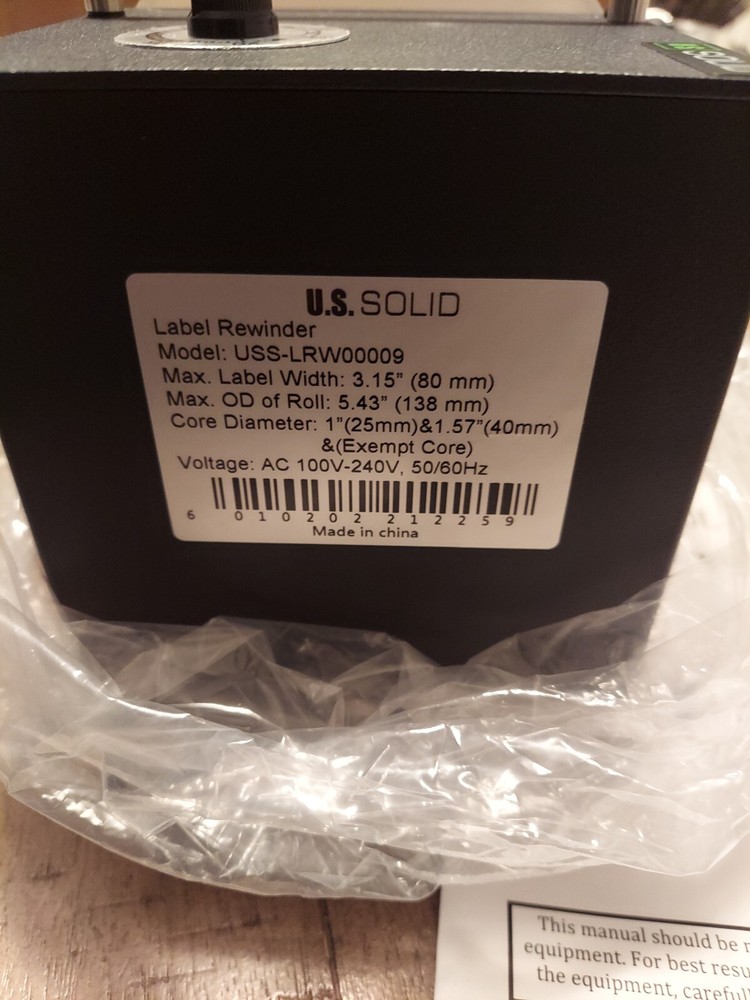 U.S. SOLID
Label Rewinder
Model: USS-LRW00009
Max. Label Width: 3.15" (80 mm)
Max. OD of Roll: 5.43" (138 mm)
Core Diameter: 1"(25mm)&1.57"(40mm)
&(Exempt Core)
Voltage: AC 100V-240V, 50/60Hz
6 010202 212259
Made in china
This manual should be
equipment. For best
the equipment,